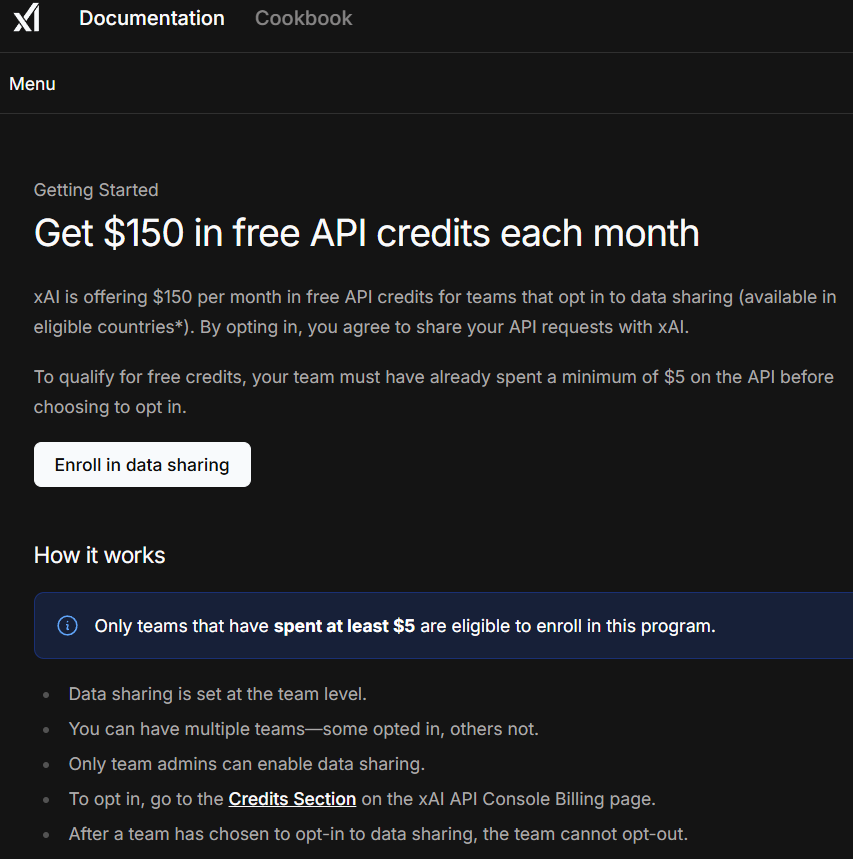 xI
Documentation
Cookbook
Menu
Getting Started
Get $150 in free API credits each month
xAI is offering $150 per month in free API credits for teams that opt in to data sharing (available in
eligible countries*). By opting in, you agree to share your API requests with xAI.
To qualify for free credits, your team must have already spent a minimum of $5 on the API before
choosing to opt in.
Enroll in data sharing
How it works
Only teams that have spent at least $5 are eligible to enroll in this program.
Data sharing is set at the team level.
You can have multiple teams—some opted in, others not.
Only team admins can enable data sharing.
To opt in, go to the Credits Section on the xAI API Console Billing page.
After a team has chosen to opt-in to data sharing, the team cannot opt-out.